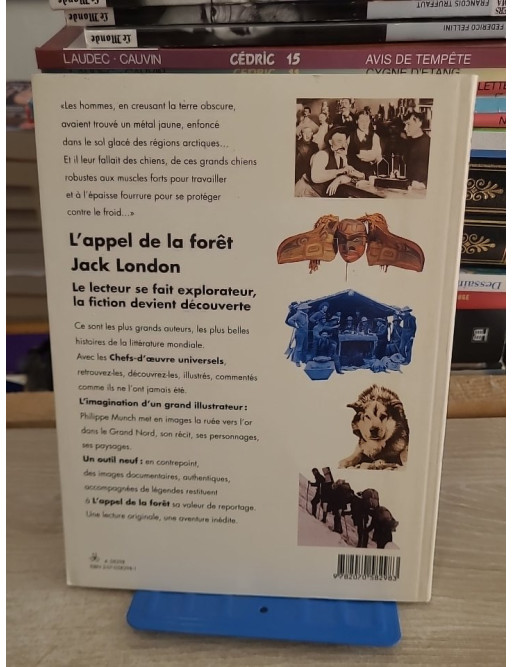 Le Monde
FRANÇOIS TRUFFAUT
Le Monde
FEDERICO FELLINI
LAUDEC - CAUVIN
CÉDRIC 15
AVIS DE TEMPÊTE
«Les hommes, en creusant la terre obscure,
avaient trouvé un métal jaune, enfoncé
dans le sol glacé des régions arctiques...
Et il leur fallait des chiens, de ces grands chiens
robustes aux muscles forts pour travailler
et à l'épaisse fourrure pour se protéger
contre le froid...»
L'appel de la forêt
Jack London
Le lecteur se fait explorateur,
la fiction devient découverte
Ce sont les plus grands auteurs, les plus belles
histoires de la littérature mondiale.
Avec les Chefs-d'œuvre universels,
retrouvez-les, découvrez-les, illustrés, commentés
comme ils ne l'ont jamais été.
L'imagination d'un grand illustrateur :
Philippe Munch met en images la ruée vers l'or
dans le Grand Nord, son récit, ses personnages,
ses paysages.
Un outil neuf : en contrepoint,
des images documentaires, authentiques,
accompagnées de légendes restituent
à L'appel de la forêt sa valeur de reportage.
Une lecture originale, une aventure inédite.
9782070582983